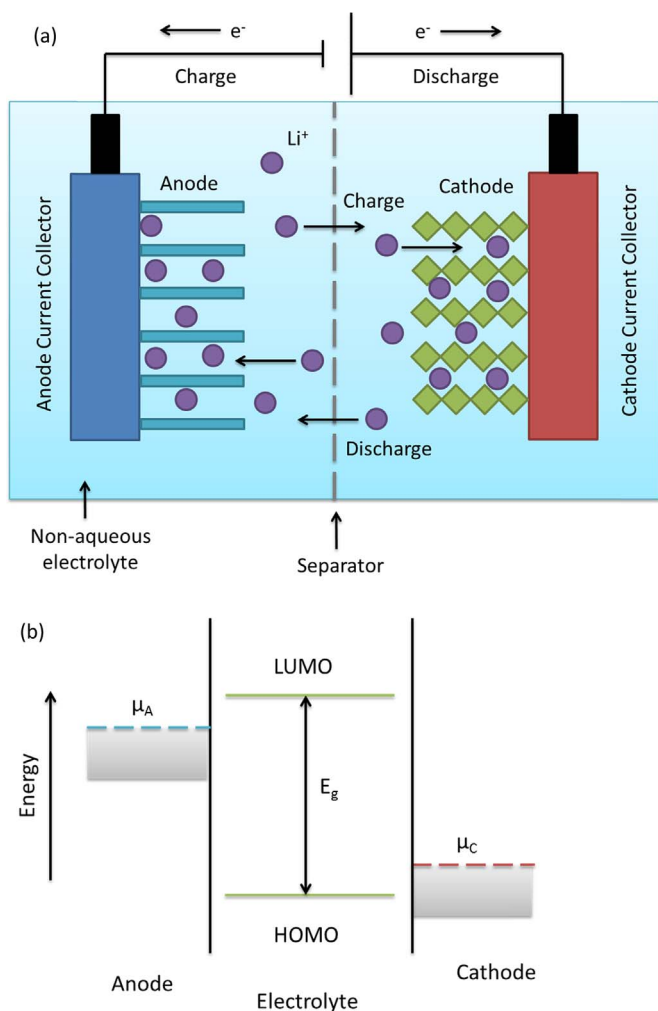 (a)
e-
e-
Charge
Discharge
Li+
Anode
Charge
Cathode
Anode Current Collector
Cathode Current Collector
Discharge
Non-aqueous
electrolyte
Separator
(b)
LUMO
μA
Energy
Eg
μC
HOMO
Anode
Cathode
Electrolyte